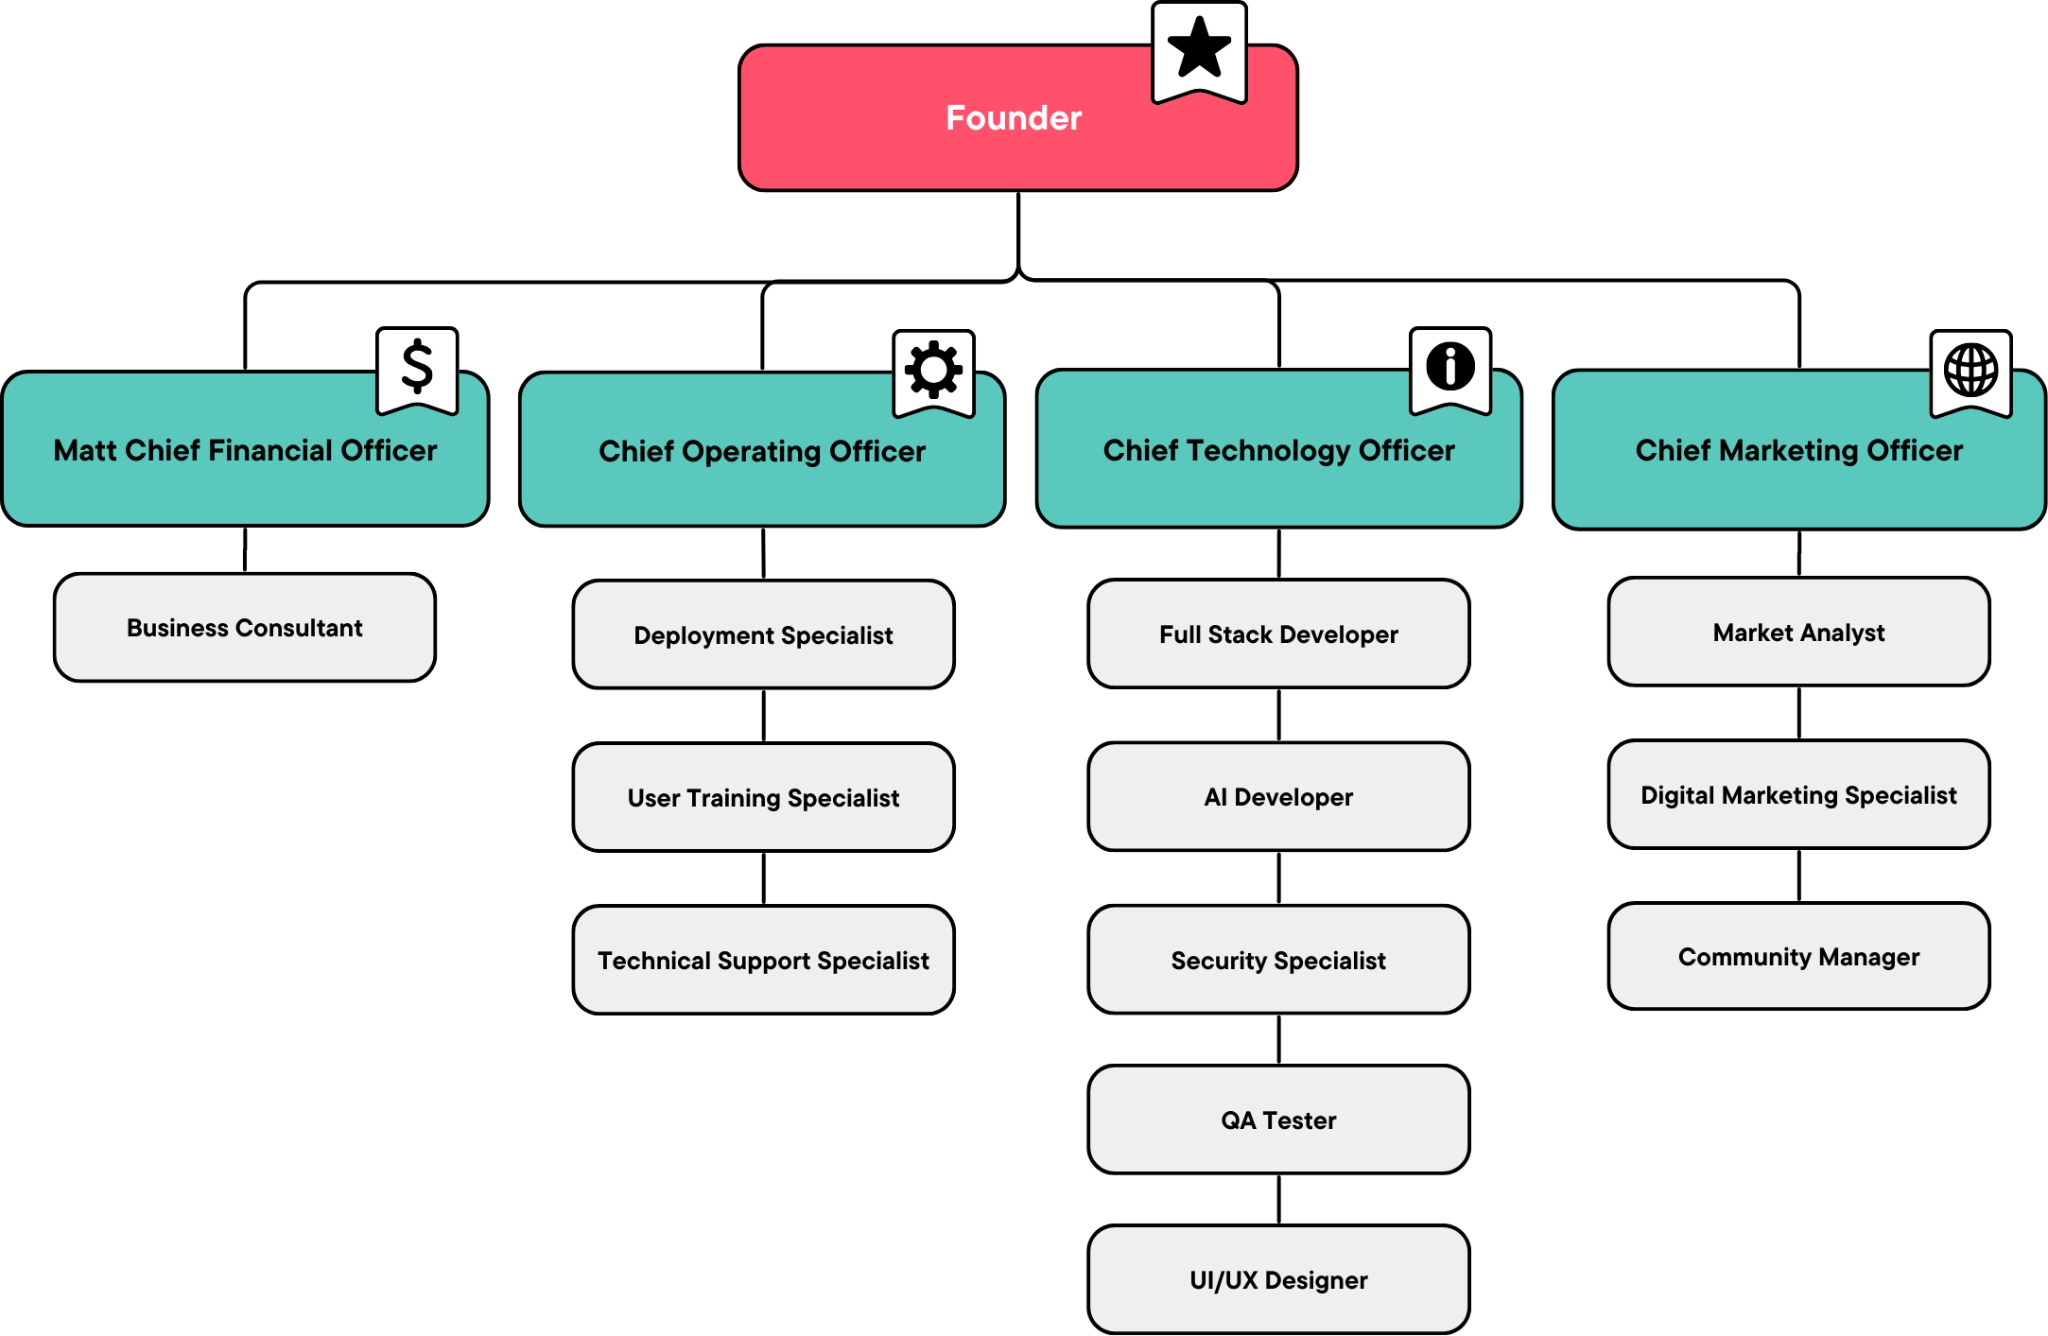 Founder
Matt Chief Financial Officer
Chief Operating Officer
Chief Technology Officer
Chief Marketing Officer
Business Consultant
Deployment Specialist
Full Stack Developer
Market Analyst
User Training Specialist
AI Developer
Digital Marketing Specialist
Technical Support Specialist
Security Specialist
Community Manager
QA Tester
UI/UX Designer